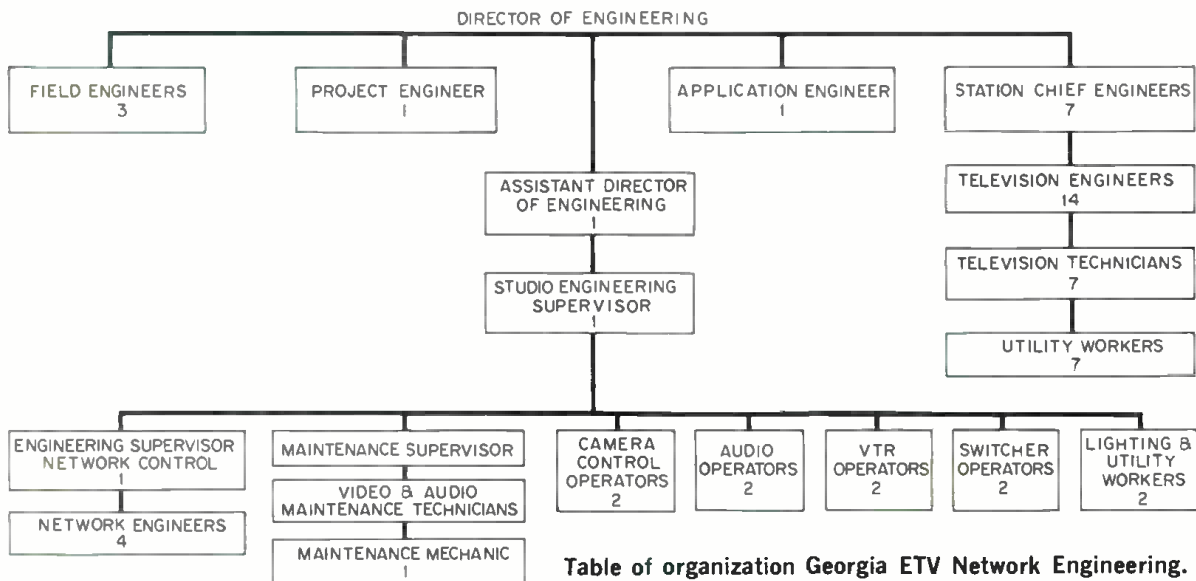 DIRECTOR OF ENGINEERING
FIELD ENGINEERS
3
PROJECT ENGINEER
1
APPLICATION ENGINEER
1
STATION CHIEF ENGINEERS
7
ASSISTANT DIRECTOR
OF ENGINEERING
1
TELEVISION ENGINEERS
14
TELEVISION TECHNICIANS
7
STUDIO ENGINEERING
SUPERVISOR
1
UTILITY WORKERS
7
ENGINEERING SUPERVISOR
NETWORK CONTROL
1
NETWORK ENGINEERS
4
MAINTENANCE SUPERVISOR
VIDEO & AUDIO
MAINTENANCE TECHNICIANS
MAINTENANCE MECHANIC
1
CAMERA
CONTROL
OPERATORS
2
AUDIO
OPERATORS
2
VTR
OPERATORS
2
SWITCHER
OPERATORS
2
LIGHTING &
UTILITY
WORKERS
2
Table of organization Georgia ETV Network Engineering.